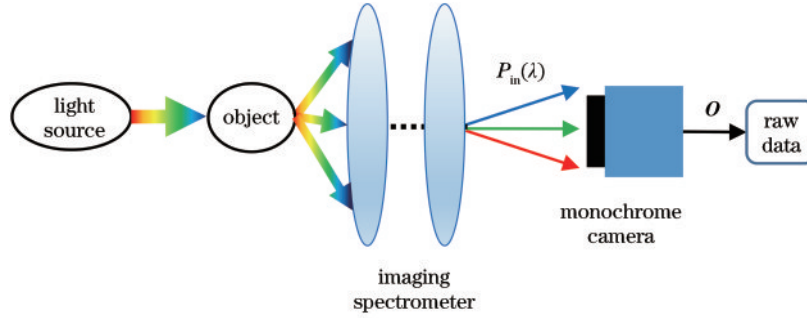 light
source
object
imaging
spectrometer
P_in(λ)
monochrome
camera
O
raw
data